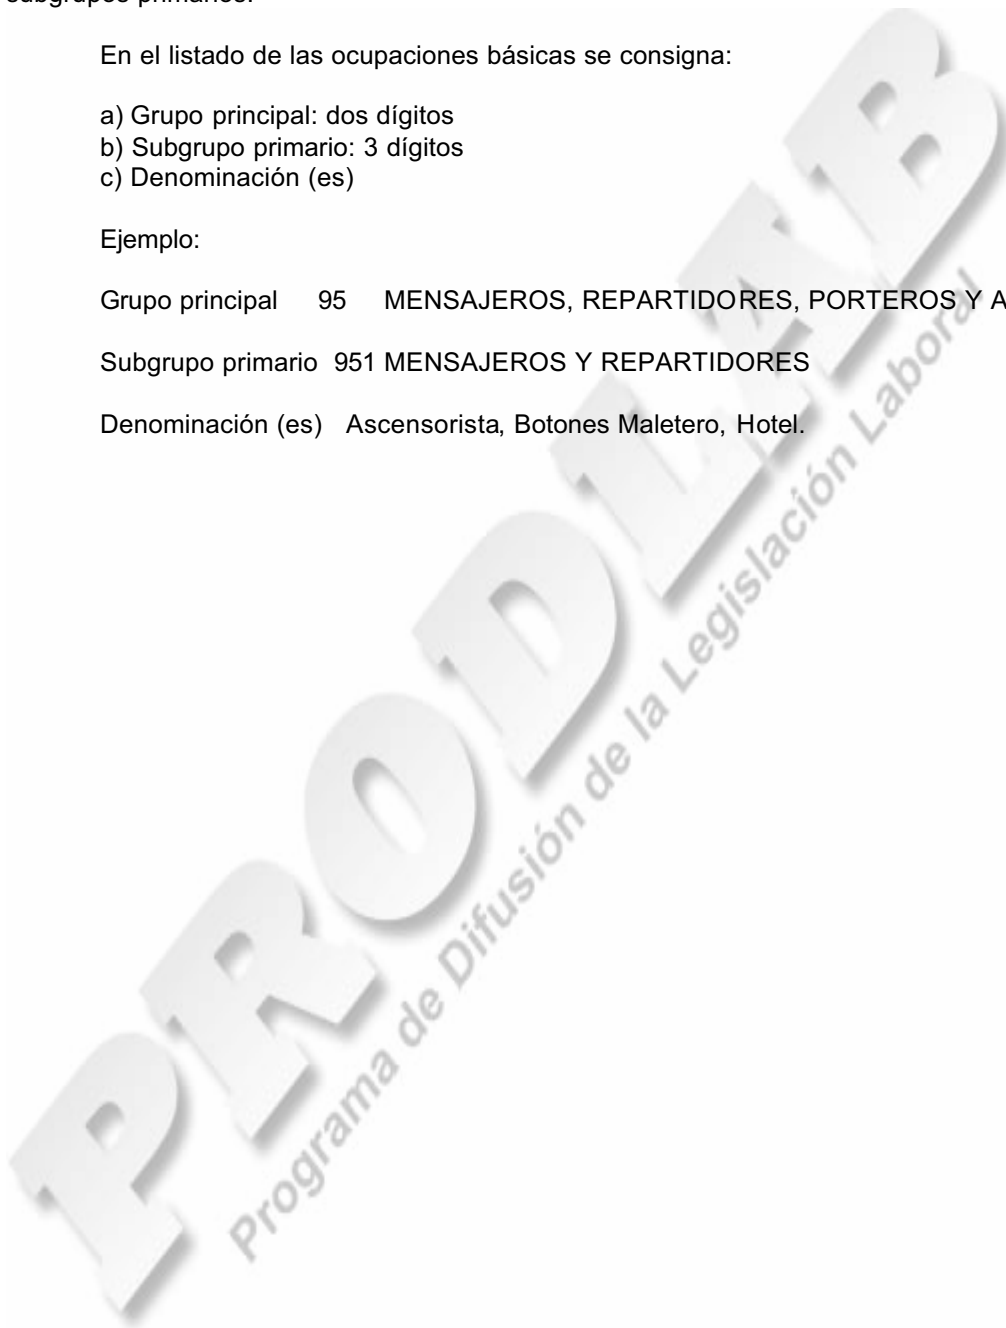 subgrupos primarios.
En el listado de las ocupaciones básicas se consigna:
a) Grupo principal: dos dígitos
b) Subgrupo primario: 3 dígitos
c) Denominación (es)
Ejemplo:
Grupo principal 95 MENSAJEROS, REPARTIDORES, PORTEROS Y A
Subgrupo primario 951 MENSAJEROS Y REPARTIDORES
Denominación (es) Ascensorista, Botones Maletero, Hotel.
PRODLAB
Programa de Difusión de la Legislación Laboral